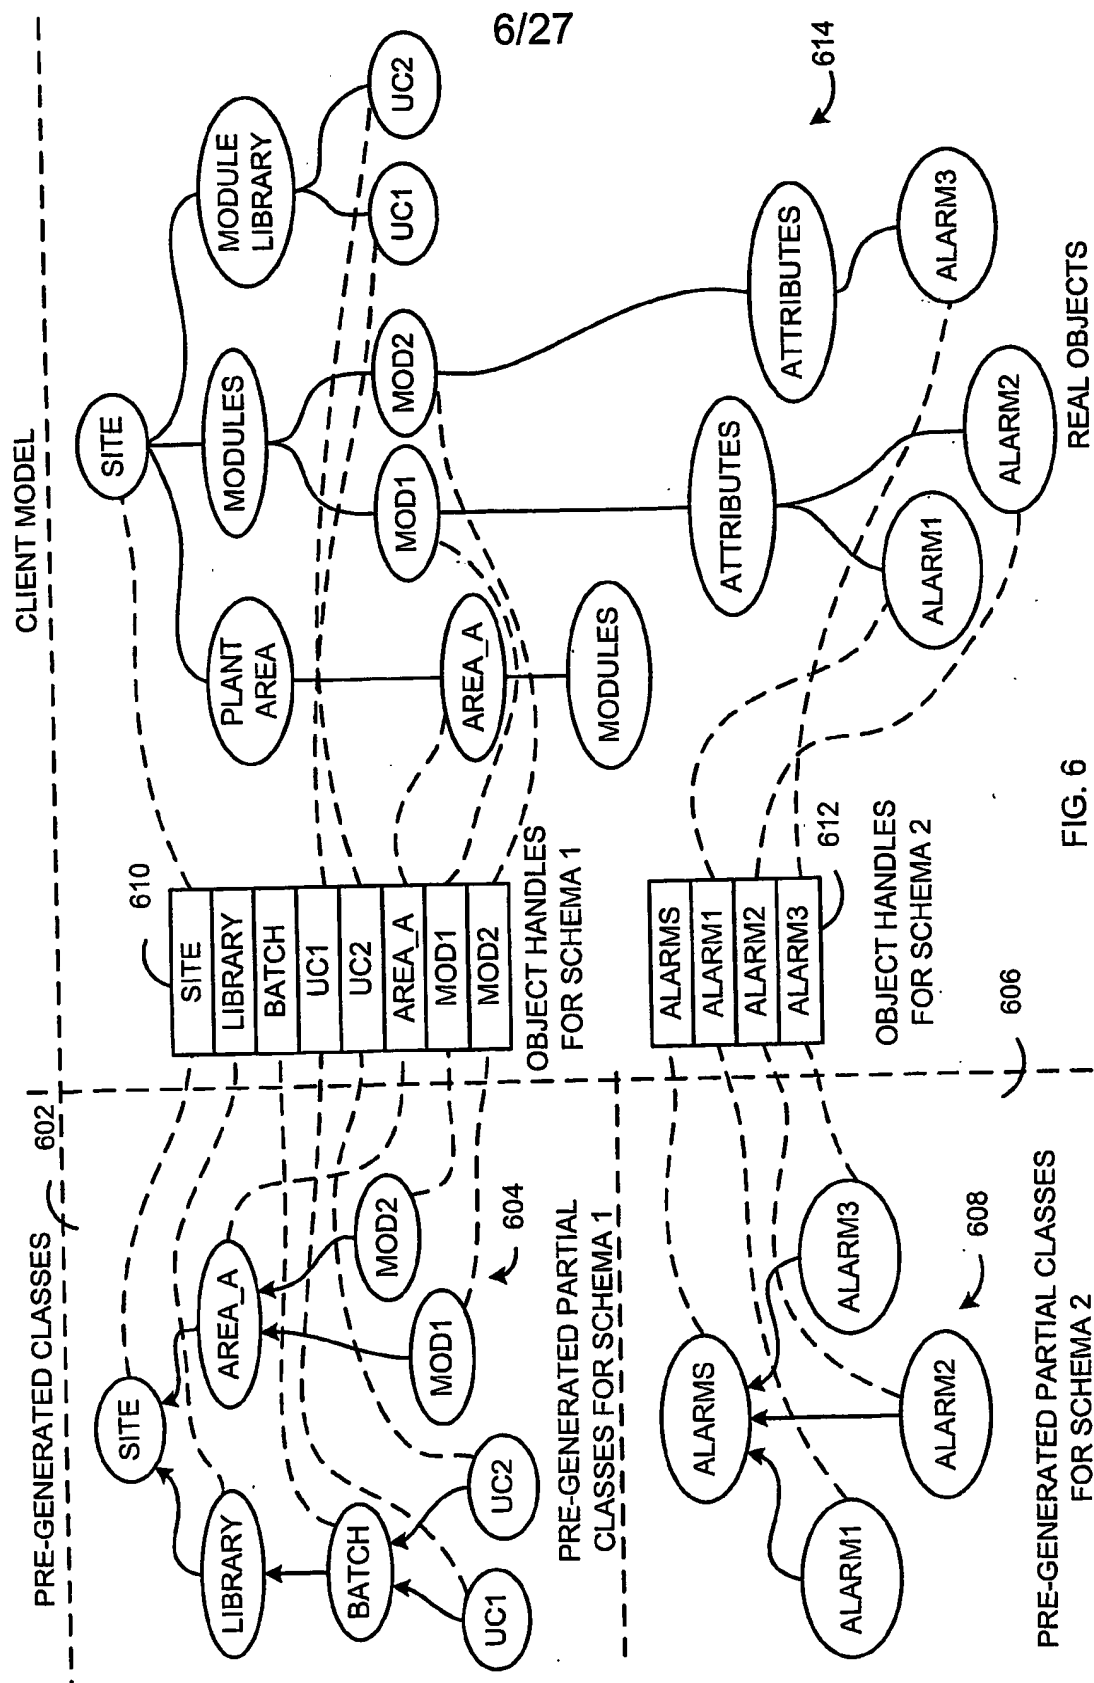 6/27
PRE-GENERATED CLASSES
602
CLIENT MODEL
SITE
LIBRARY
AREA_A
BATCH
MOD2
MOD1
UC1
UC2
604
PRE-GENERATED PARTIAL
CLASSES FOR SCHEMA 1
610
SITE
LIBRARY
BATCH
UC1
UC2
AREA_A
MOD1
MOD2
OBJECT HANDLES
FOR SCHEMA 1
SITE
PLANT
AREA
MODULES
MODULE
LIBRARY
AREA_A
MOD1
MOD2
UC1
UC2
MODULES
ATTRIBUTES
ATTRIBUTES
ALARM1
ALARM2
ALARM3
614
REAL OBJECTS
ALARMS
ALARM1
ALARM2
ALARM3
608
PRE-GENERATED PARTIAL CLASSES
FOR SCHEMA 2
606
ALARMS
ALARM1
ALARM2
ALARM3
612
OBJECT HANDLES
FOR SCHEMA 2
FIG. 6